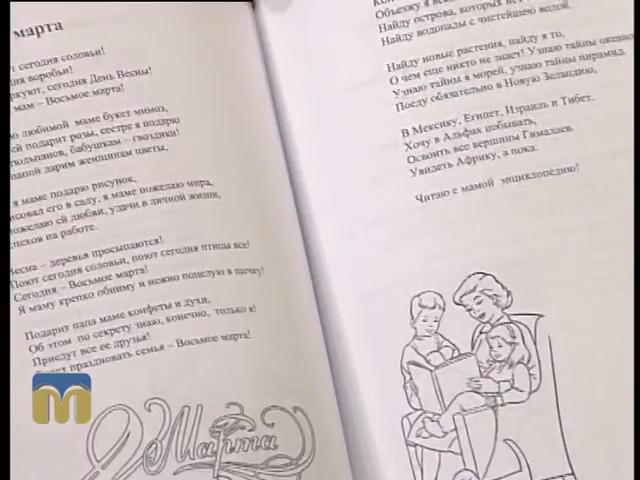 марта
сегодня соловьи!
воробьи!
сегодня День Весны!
мам – Восьмое марта!
любимой маме букет мимоз,
подарит розы, сестре я подарю
тюльпанов, бабушкам – гвоздики!
папой дарим женщинам цветы,
я маме подарю рисунок,
его в саду, я маме пожелаю мира,
пожелаю ей любви, удачи в личной жизни,
на работе.
Весна – деревья просыпаются!
Поют сегодня соловьи, поют сегодня птицы все!
Сегодня – Восьмое марта!
Я маму крепко обниму и нежно поцелую в щечку!
Подарит папа маме конфеты и духи,
Об этом по секрету знаю, конечно, только я!
Приедут все ее друзья!
праздновать семья – Восьмое марта!
8 Марта
М
Объезжу я
Найду острова, которых
Найду водопады с чистейшею водой.
Найду новые растения, найду я то,
О чем еще никто не знает! Узнаю тайны
Узнаю тайны я морей, узнаю тайны пирамид.
Поеду обязательно в Новую Зеландию,
В Мексику, Египет, Израиль и Тибет.
Хочу в Альпах побывать,
Освоить все вершины Гималаев.
Увидеть Африку, а пока:
Читаю с мамой энциклопедию!